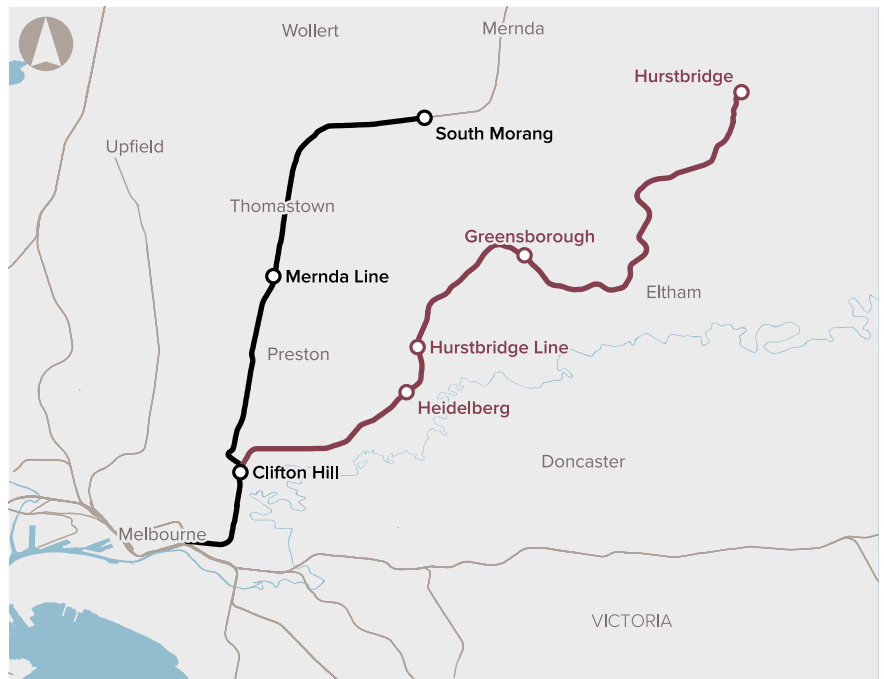 Wollert
Mernda
Hurstbridge
South Morang
Upfield
Thomastown
Greensborough
Mernda Line
Eltham
Hurstbridge Line
Preston
Heidelberg
Doncaster
Clifton Hill
Melbourne
VICTORIA